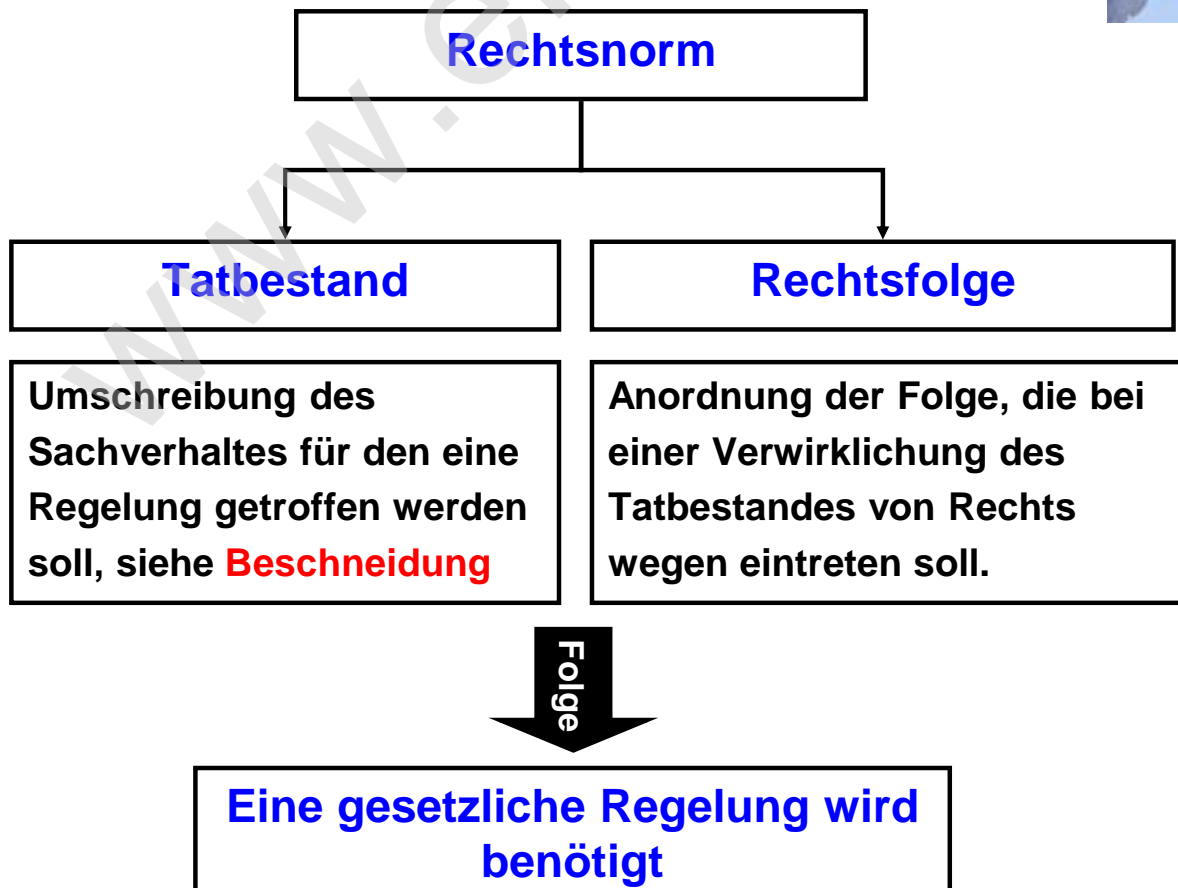 Rechtsnorm
Tatbestand
Rechtsfolge
Umschreibung des
Sachverhaltes für den eine
Regelung getroffen werden
soll, siehe Beschneidung
Anordnung der Folge, die bei
einer Verwirklichung des
Tatbestandes von Rechts
wegen eintreten soll.
Folge
Eine gesetzliche Regelung wird
benötigt